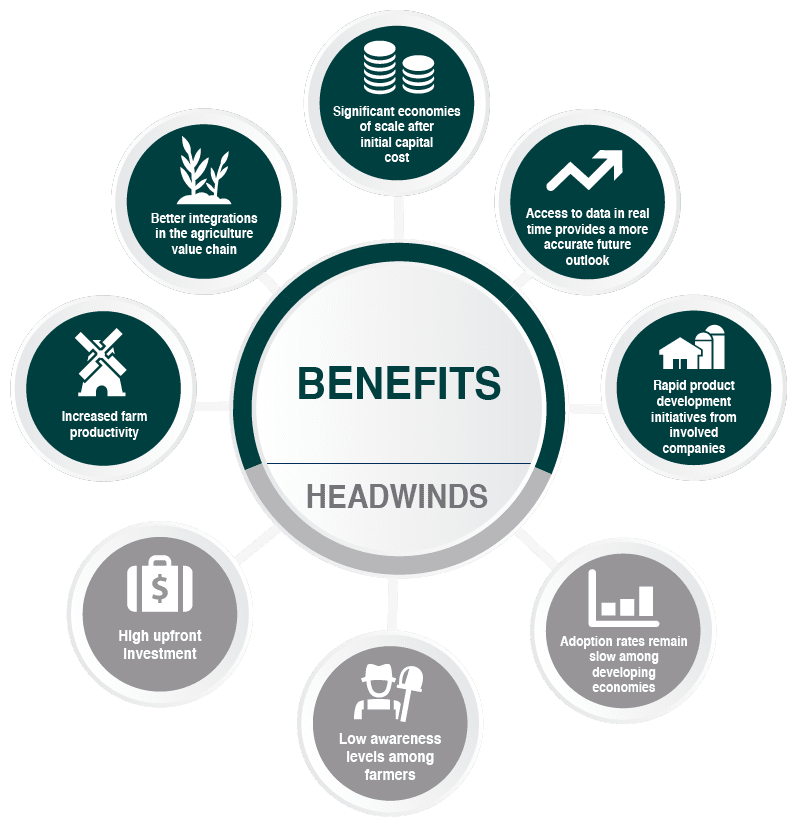 Significant economies
of scale after
initial capital
cost
Better integrations
in the agriculture
value chain
Access to data in real
time provides a more
accurate future
outlook
Increased farm
productivity
BENEFITS
Rapid product
development
initiatives from
involved
companies
HEADWINDS
$
High upfront
Investment
Adoption rates remain
slow among
developing
economies
Low awareness
levels among
farmers